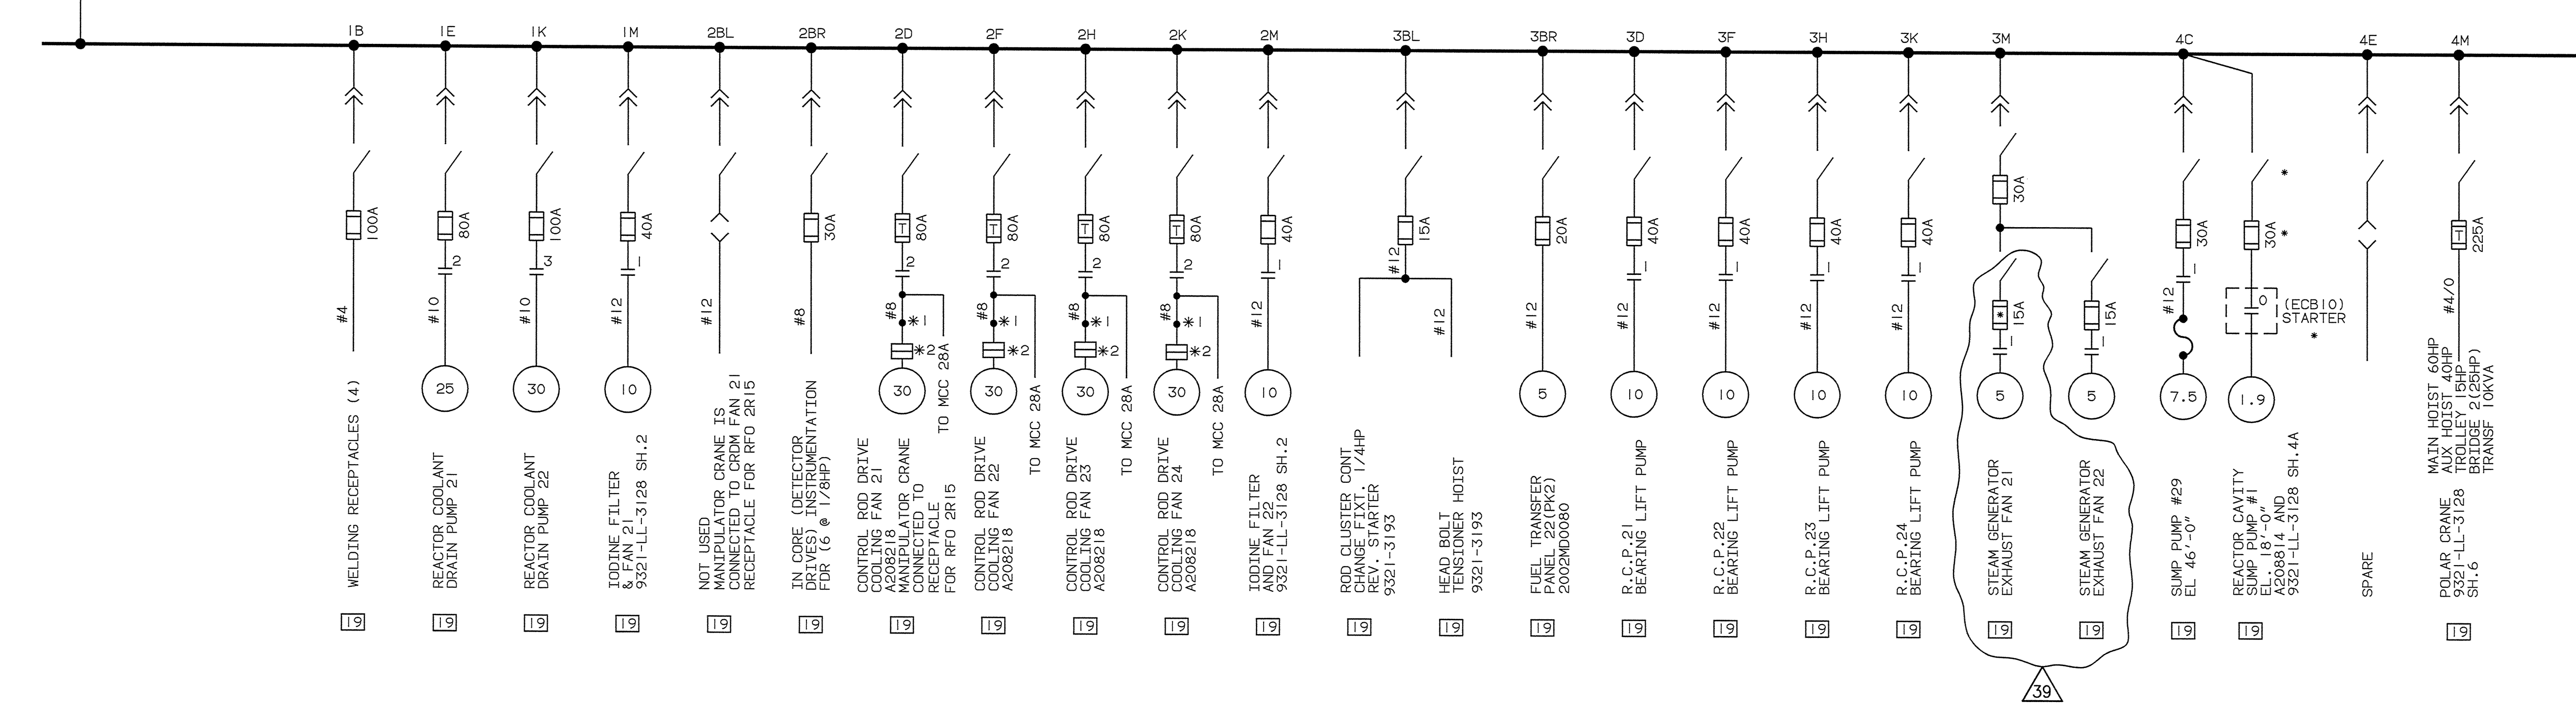 1B
1E
1K
1M
2BL
2BR
2D
2F
2H
2K
2M
3BL
3BR
3D
3F
3H
3K
3M
4C
4E
4M
100A
#4
WELDING RECEPTACLES (4)
19
80A
2
#10
25
REACTOR COOLANT
DRAIN PUMP 21
19
100A
3
#10
30
REACTOR COOLANT
DRAIN PUMP 22
19
40A
1
#12
10
IODINE FILTER
& FAN 21
9321-LL-3128 SH.2
19
#12
NOT USED
MANIPULATOR CRANE IS
CONNECTED TO CRDM FAN 21
RECEPTACLE FOR RFO 2R15
19
30A
#8
IN CORE (DETECTOR
DRIVES) INSTRUMENTATION
FDR (6 @ 1/8HP)
19
T
80A
2
#8
*1
*2
30
TO MCC 28A
CONTROL ROD DRIVE
COOLING FAN 21
A208218
MANIPULATOR CRANE
CONNECTED TO
RECEPTACLE
FOR RFO 2R15
19
T
80A
2
#8
*1
*2
30
TO MCC 28A
CONTROL ROD DRIVE
COOLING FAN 22
A208218
19
T
80A
2
#8
*1
*2
30
TO MCC 28A
CONTROL ROD DRIVE
COOLING FAN 23
A208218
19
T
80A
2
#8
*1
*2
30
TO MCC 28A
CONTROL ROD DRIVE
COOLING FAN 24
A208218
19
40A
1
#12
10
IODINE FILTER
AND FAN 22
9321-LL-3128 SH.2
19
15A
#12
ROD CLUSTER CONT
CHANGE FIXT. 1/4HP
REV. STARTER
9321-3193
19
#12
HEAD BOLT
TENSIONER HOIST
9321-3193
19
20A
#12
5
FUEL TRANSFER
PANEL 22(PK2)
2002MD0080
19
40A
1
#12
10
R.C.P.21
BEARING LIFT PUMP
19
40A
1
#12
10
R.C.P.22
BEARING LIFT PUMP
19
40A
1
#12
10
R.C.P.23
BEARING LIFT PUMP
19
40A
1
#12
10
R.C.P.24
BEARING LIFT PUMP
19
30A
*
15A
1
5
STEAM GENERATOR
EXHAUST FAN 21
19
15A
1
5
STEAM GENERATOR
EXHAUST FAN 22
19
39
30A
1
#12
7.5
SUMP PUMP #29
EL 46'-0"
19
*
30A
*
0
(ECB10)
STARTER
*
1.9
REACTOR CAVITY
SUMP PUMP #1
EL. 18'-0"
A208814 AND
9321-LL-3128 SH.4A
19
SPARE
T
225A
#4/0
MAIN HOIST 60HP
AUX HOIST 40HP
TROLLEY 15HP
BRIDGE 2(25HP)
TRANSF 10KVA
POLAR CRANE
9321-LL-3128
SH.6
19